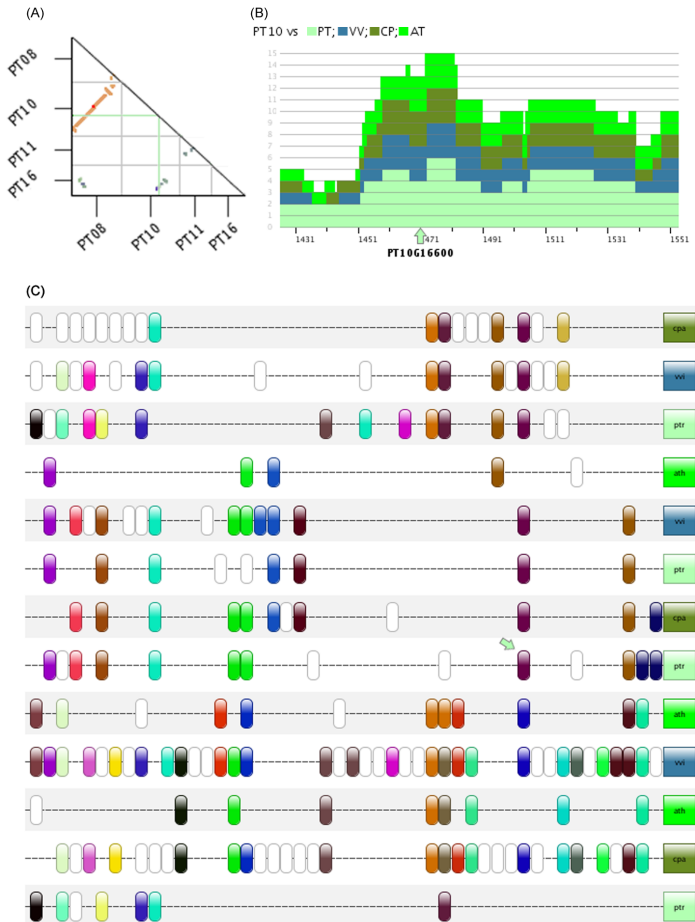 (A)
PT08
PT10
PT11
PT16
PT08
PT10
PT11
PT16
(B)
PT10 vs PT; VV; CP; AT
15
14
13
12
11
10
9
8
7
6
5
4
3
2
1
0
1431 1451 1471 1491 1511 1531 1551
PT10G16600
(C)
cpa
vvi
ptr
ath
vvi
ptr
cpa
ptr
ath
vvi
ath
cpa
ptr